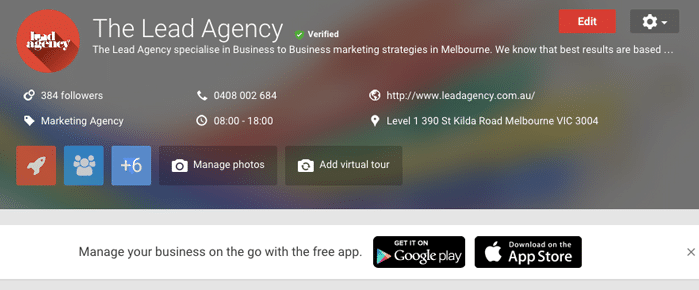 lead
agency
The Lead Agency
Verified
Edit
The Lead Agency specialise in Business to Business marketing strategies in Melbourne. We know that best results are based …
384 followers
0408 002 684
http://www.leadagency.com.au/
Marketing Agency
08:00 - 18:00
Level 1 390 St Kilda Road Melbourne VIC 3004
+6
Manage photos
Add virtual tour
Manage your business on the go with the free app.
GET IT ON
Google play
Download on the
App Store